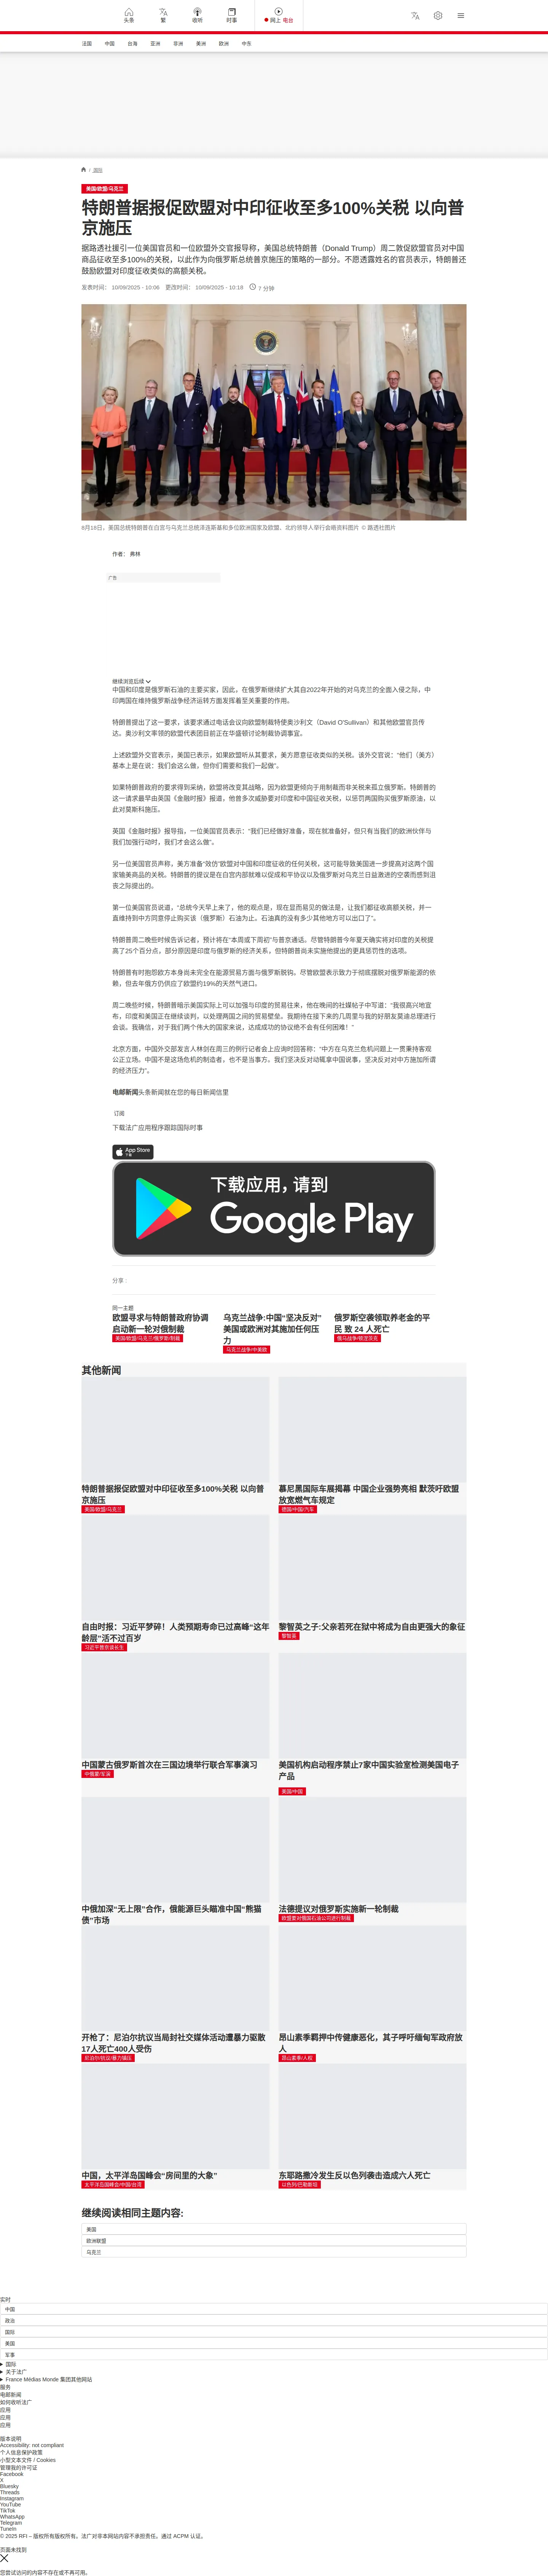 头条
繁
收听
时事
网上 电台
法国 中国 台海 亚洲 非洲 美洲 欧洲 中东
/ 国际
美国/欧盟/乌克兰
特朗普据报促欧盟对中印征收至多100%关税 以向普
京施压
据路透社援引一位美国官员和一位欧盟外交官报导称，美国总统特朗普（Donald Trump）周二敦促欧盟官员对中国
商品征收至多100%的关税，以此作为向俄罗斯总统普京施压的策略的一部分。不愿透露姓名的官员表示，特朗普还
鼓励欧盟对印度征收类似的高额关税。
发表时间： 10/09/2025 - 10:06 更改时间： 10/09/2025 - 10:18 7 分钟
8月18日，美国总统特朗普在白宫与乌克兰总统泽连斯基和多位欧洲国家及欧盟、北约领导人举行会晤资料图片 © 路透社图片
作者： 弗林
广告
继续浏览后续
中国和印度是俄罗斯石油的主要买家，因此，在俄罗斯继续扩大其自2022年开始的对乌克兰的全面入侵之际，中
印两国在维持俄罗斯战争经济运转方面发挥着至关重要的作用。
特朗普提出了这一要求，该要求通过电话会议向欧盟制裁特使奥沙利文（David O'Sullivan）和其他欧盟官员传
达。奥沙利文率领的欧盟代表团目前正在华盛顿讨论制裁协调事宜。
上述欧盟外交官表示，美国已表示，如果欧盟听从其要求，美方愿意征收类似的关税。该外交官说：“他们（美方）
基本上是在说：我们会这么做，但你们需要和我们一起做”。
如果特朗普政府的要求得到采纳，欧盟将改变其战略，因为欧盟更倾向于用制裁而非关税来孤立俄罗斯。特朗普的
这一请求最早由英国《金融时报》报道，他曾多次威胁要对印度和中国征收关税，以惩罚两国购买俄罗斯原油，以
此对莫斯科施压。
英国《金融时报》报导指，一位美国官员表示：“我们已经做好准备，现在就准备好，但只有当我们的欧洲伙伴与
我们加强行动时，我们才会这么做”。
另一位美国官员声称，美方准备“效仿”欧盟对中国和印度征收的任何关税，这可能导致美国进一步提高对这两个国
家输美商品的关税。特朗普的提议是在白宫内部就难以促成和平协议以及俄罗斯对乌克兰日益激进的空袭而感到沮
丧之际提出的。
第一位美国官员说道，“总统今天早上来了，他的观点是，现在显而易见的做法是，让我们都征收高额关税，并一
直维持到中方同意停止购买该（俄罗斯）石油为止。石油真的没有多少其他地方可以出口了”。
特朗普周二晚些时候告诉记者，预计将在“本周或下周初”与普京通话。尽管特朗普今年夏天确实将对印度的关税提
高了25个百分点，部分原因是印度与俄罗斯的经济关系，但特朗普尚未实施他提出的更具惩罚性的选项。
特朗普有时抱怨欧方本身尚未完全在能源贸易方面与俄罗斯脱钩。尽管欧盟表示致力于彻底摆脱对俄罗斯能源的依
赖，但去年俄方仍供应了欧盟约19%的天然气进口。
周二晚些时候，特朗普暗示美国实际上可以加强与印度的贸易往来，他在晚间的社媒帖子中写道：“我很高兴地宣
布，印度和美国正在继续谈判，以处理两国之间的贸易壁垒。我期待在接下来的几周里与我的好朋友莫迪总理进行
会谈。我确信，对于我们两个伟大的国家来说，达成成功的协议绝不会有任何困难！”
北京方面，中国外交部发言人林剑在周三的例行记者会上应询时回答称：“中方在乌克兰危机问题上一贯秉持客观
公正立场。中国不是这场危机的制造者，也不是当事方。我们坚决反对动辄拿中国说事，坚决反对对中方施加所谓
的经济压力”。
电邮新闻头条新闻就在您的每日新闻信里
订阅
下载法广应用程序跟踪国际时事
App Store
下载应用，请到
Google Play
分享 :
同一主题
欧盟寻求与特朗普政府协调
启动新一轮对俄制裁
美国/欧盟/乌克兰/俄罗斯/制裁
乌克兰战争:中国“坚决反对”
美国或欧洲对其施加任何压
力
乌克兰战争/中美欧
俄罗斯空袭领取养老金的平
民 致 24 人死亡
俄乌战争/顿涅茨克
其他新闻
特朗普据报促欧盟对中印征收至多100%关税 以向普
京施压
美国/欧盟/乌克兰
慕尼黑国际车展揭幕 中国企业强势亮相 默茨吁欧盟
放宽燃气车规定
德国/中国/汽车
自由时报：习近平梦碎！人类预期寿命已过高峰“这年
龄层”活不过百岁
习近平普京谈长生
黎智英之子:父亲若死在狱中将成为自由更强大的象征
黎智英
中国蒙古俄罗斯首次在三国边境举行联合军事演习
中俄蒙/军演
美国机构启动程序禁止7家中国实验室检测美国电子
产品
美国/中国
中俄加深“无上限”合作，俄能源巨头瞄准中国“熊猫
债”市场
法德提议对俄罗斯实施新一轮制裁
欧盟要对俄国石油公司进行制裁
开枪了：尼泊尔抗议当局封社交媒体活动遭暴力驱散
17人死亡400人受伤
尼泊尔/抗议/暴力镇压
昂山素季羁押中传健康恶化，其子呼吁缅甸军政府放
人
昂山素季/人权
中国，太平洋岛国峰会“房间里的大象”
太平洋岛国峰会/中国/台湾
东耶路撒冷发生反以色列袭击造成六人死亡
以色列/巴勒斯坦
继续阅读相同主题内容:
美国
欧洲联盟
乌克兰
实时
中国
政治
国际
美国
军事
国际
关于法广
France Médias Monde 集团其他网站
服务
电邮新闻
如何收听法广
应用
应用
应用
版本说明
Accessibility: not compliant
个人信息保护政策
小型文本文件 / Cookies
管理我的许可证
Facebook
X
Bluesky
Threads
Instagram
YouTube
TikTok
WhatsApp
Telegram
TuneIn
© 2025 RFI – 版权所有版权所有。法广对非本网站内容不承担责任。通过 ACPM 认证。
页面未找到
您尝试访问的内容不存在或不再可用。